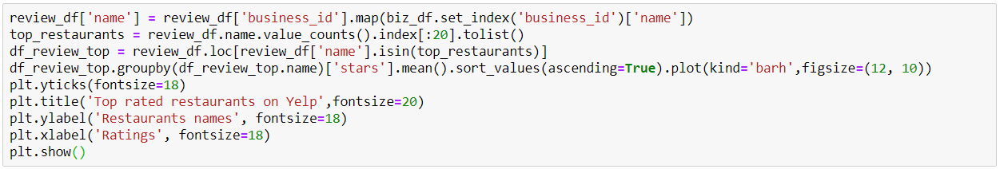 review_df['name'] = review_df['business_id'].map(biz_df.set_index('business_id')['name'])
top_restaurants = review_df.name.value_counts().index[:20].tolist()
df_review_top = review_df.loc[review_df['name'].isin(top_restaurants)]
df_review_top.groupby(df_review_top.name)['stars'].mean().sort_values(ascending=True).plot(kind='barh',figsize=(12, 10))
plt.yticks(fontsize=18)
plt.title('Top rated restaurants on Yelp',fontsize=20)
plt.ylabel('Restaurants names', fontsize=18)
plt.xlabel('Ratings', fontsize=18)
plt.show()